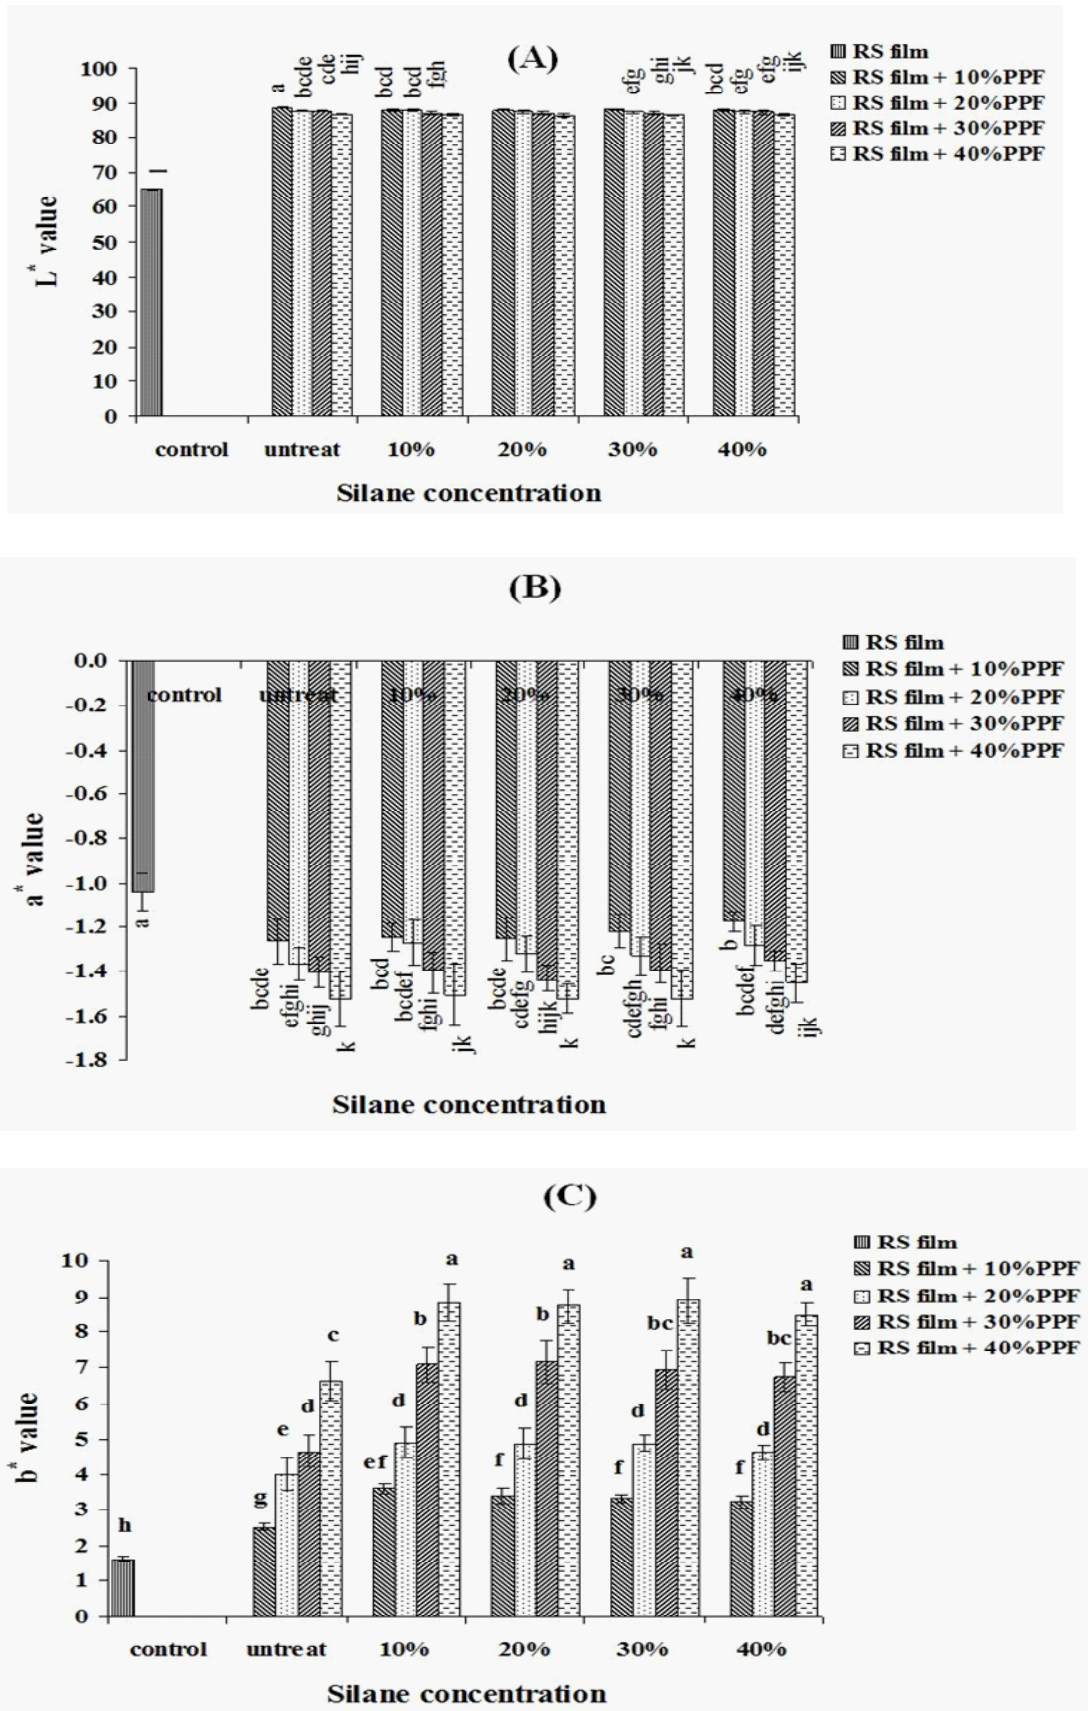 (A)
RS film
RS film + 10%PPF
RS film + 20%PPF
RS film + 30%PPF
RS film + 40%PPF
100
90
80
70
60
50
40
30
20
10
0
L* value
l
a
bcde
cde
hij
bcd
bcd
fgh
efg
ghi
jk
bcd
efg
efg
ijk
control untreat 10% 20% 30% 40%
Silane concentration
(B)
RS film
RS film + 10%PPF
RS film + 20%PPF
RS film + 30%PPF
RS film + 40%PPF
0.0
-0.2
-0.4
-0.6
-0.8
-1.0
-1.2
-1.4
-1.6
-1.8
a* value
control untreat 10% 20% 30% 40%
a
bcde
efghi
ghij
k
bcd
bcdef
fghi
jk
bcde
cdefg
hijk
k
bc
cdefgh
fghi
k
b
bcdef
defghi
ijk
Silane concentration
(C)
RS film
RS film + 10%PPF
RS film + 20%PPF
RS film + 30%PPF
RS film + 40%PPF
10
9
8
7
6
5
4
3
2
1
0
b* value
h
g
e
d
c
ef
d
b
a
f
d
b
a
f
d
bc
a
f
d
bc
a
control untreat 10% 20% 30% 40%
Silane concentration